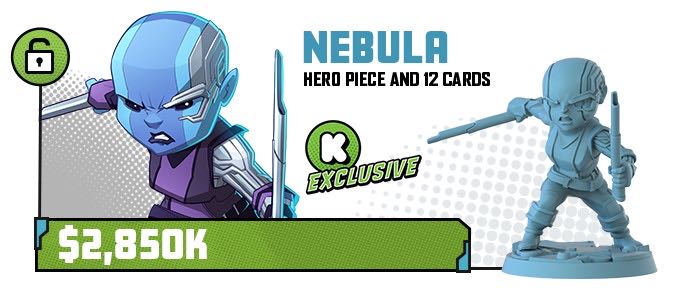 NEBULA
HERO PIECE AND 12 CARDS
K
EXCLUSIVE
$2,850K